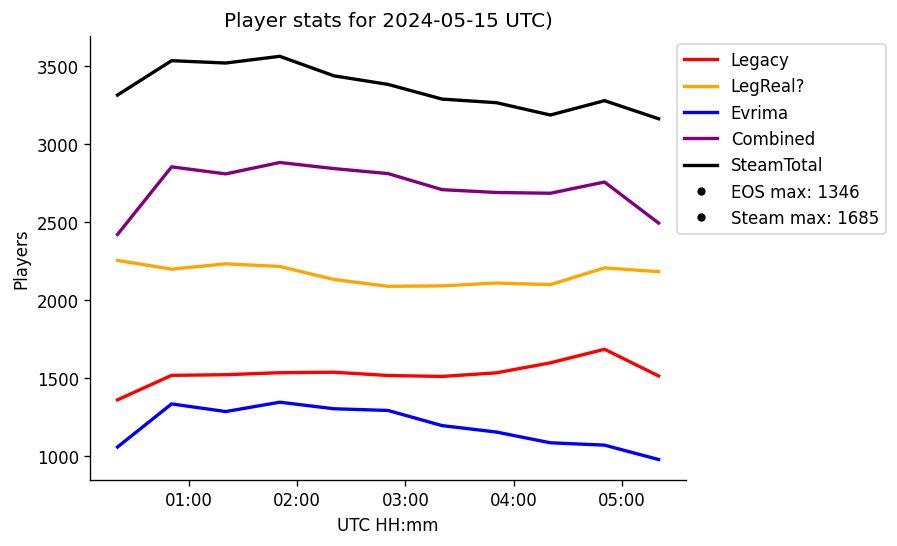 Player stats for 2024-05-15 UTC)
Legacy
LegReal?
Evrima
Combined
SteamTotal
EOS max: 1346
Steam max: 1685
Players
3500
3000
2500
2000
1500
1000
01:00
02:00
03:00
04:00
05:00
UTC HH:mm